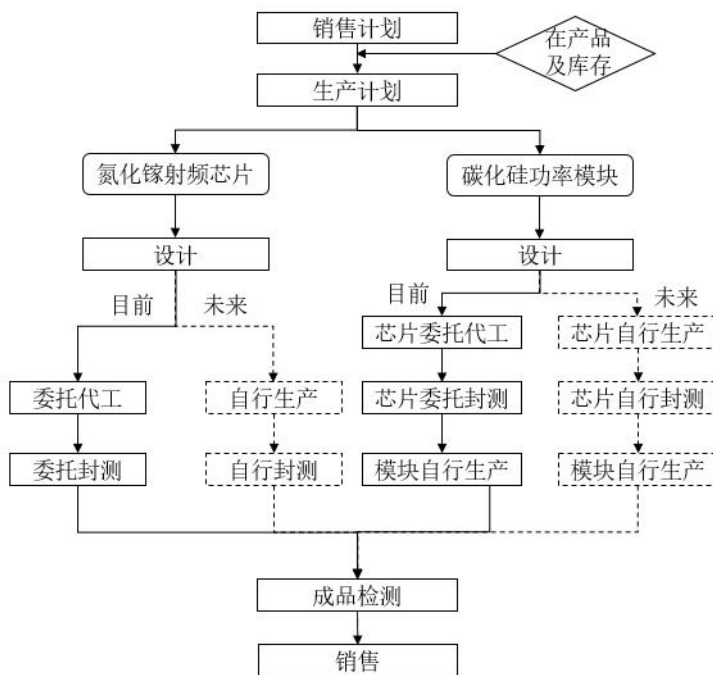 销售计划
在产品
及库存
生产计划
氮化镓射频芯片
碳化硅功率模块
设计
设计
目前
未来
目前
未来
芯片委托代工
芯片自行生产
委托代工
自行生产
芯片委托封测
芯片自行封测
委托封测
自行封测
模块自行生产
模块自行生产
成品检测
销售